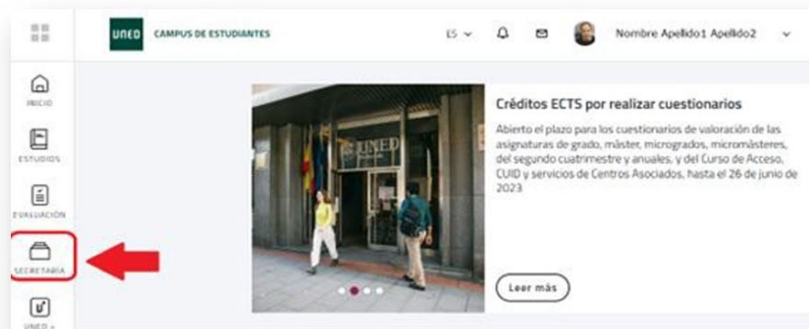 UNED
CAMPUS DE ESTUDIANTES
ES
Nombre Apellido1 Apellido2
INICIO
ESTUDIOS
EVALUACIÓN
SECRETARÍA
UNED +
UNED
Créditos ECTS por realizar cuestionarios
Abierto el plazo para los cuestionarios de valoración de las
asignaturas de grado, máster, microgrados, micromásteres,
del segundo cuatrimestre y anuales, y del Curso de Acceso,
CUID y servicios de Centros Asociados, hasta el 26 de junio de
2023
Leer más